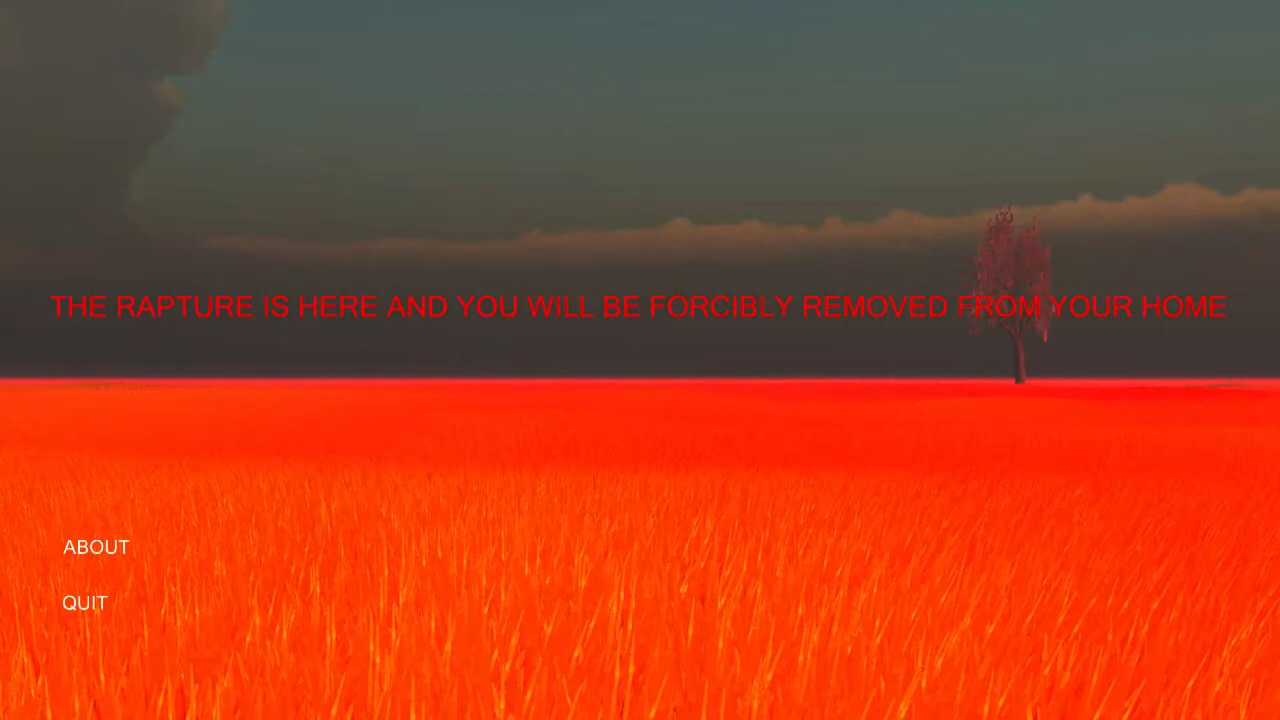 THE RAPTURE IS HERE AND YOU WILL BE FORCIBLY REMOVED FROM YOUR HOME
ABOUT
QUIT